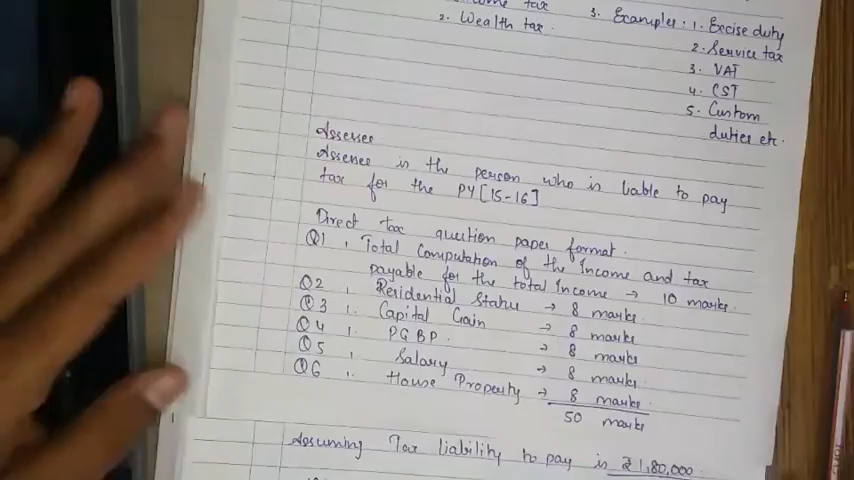 tax 3. Examples: 1. Excise duty
2. Wealth tax. 2. Service tax
3. VAT
4. CST
5. Custom
duties etc.
Assessee
Assessee is the person who is liable to pay
tax for the PY [15-16]
Direct tax question paper format.
Q1 . Total Computation of the Income and tax
payable for the total Income → 10 marks.
Q2 . Residential Status → 8 marks.
Q3 . Capital Gain → 8 marks
Q4 . PGBP. → 8 marks
Q5 . Salary → 8 marks
Q6 . House Property → 8 marks
50 marks
Assuming Tax liability to pay is ₹1,80,000.